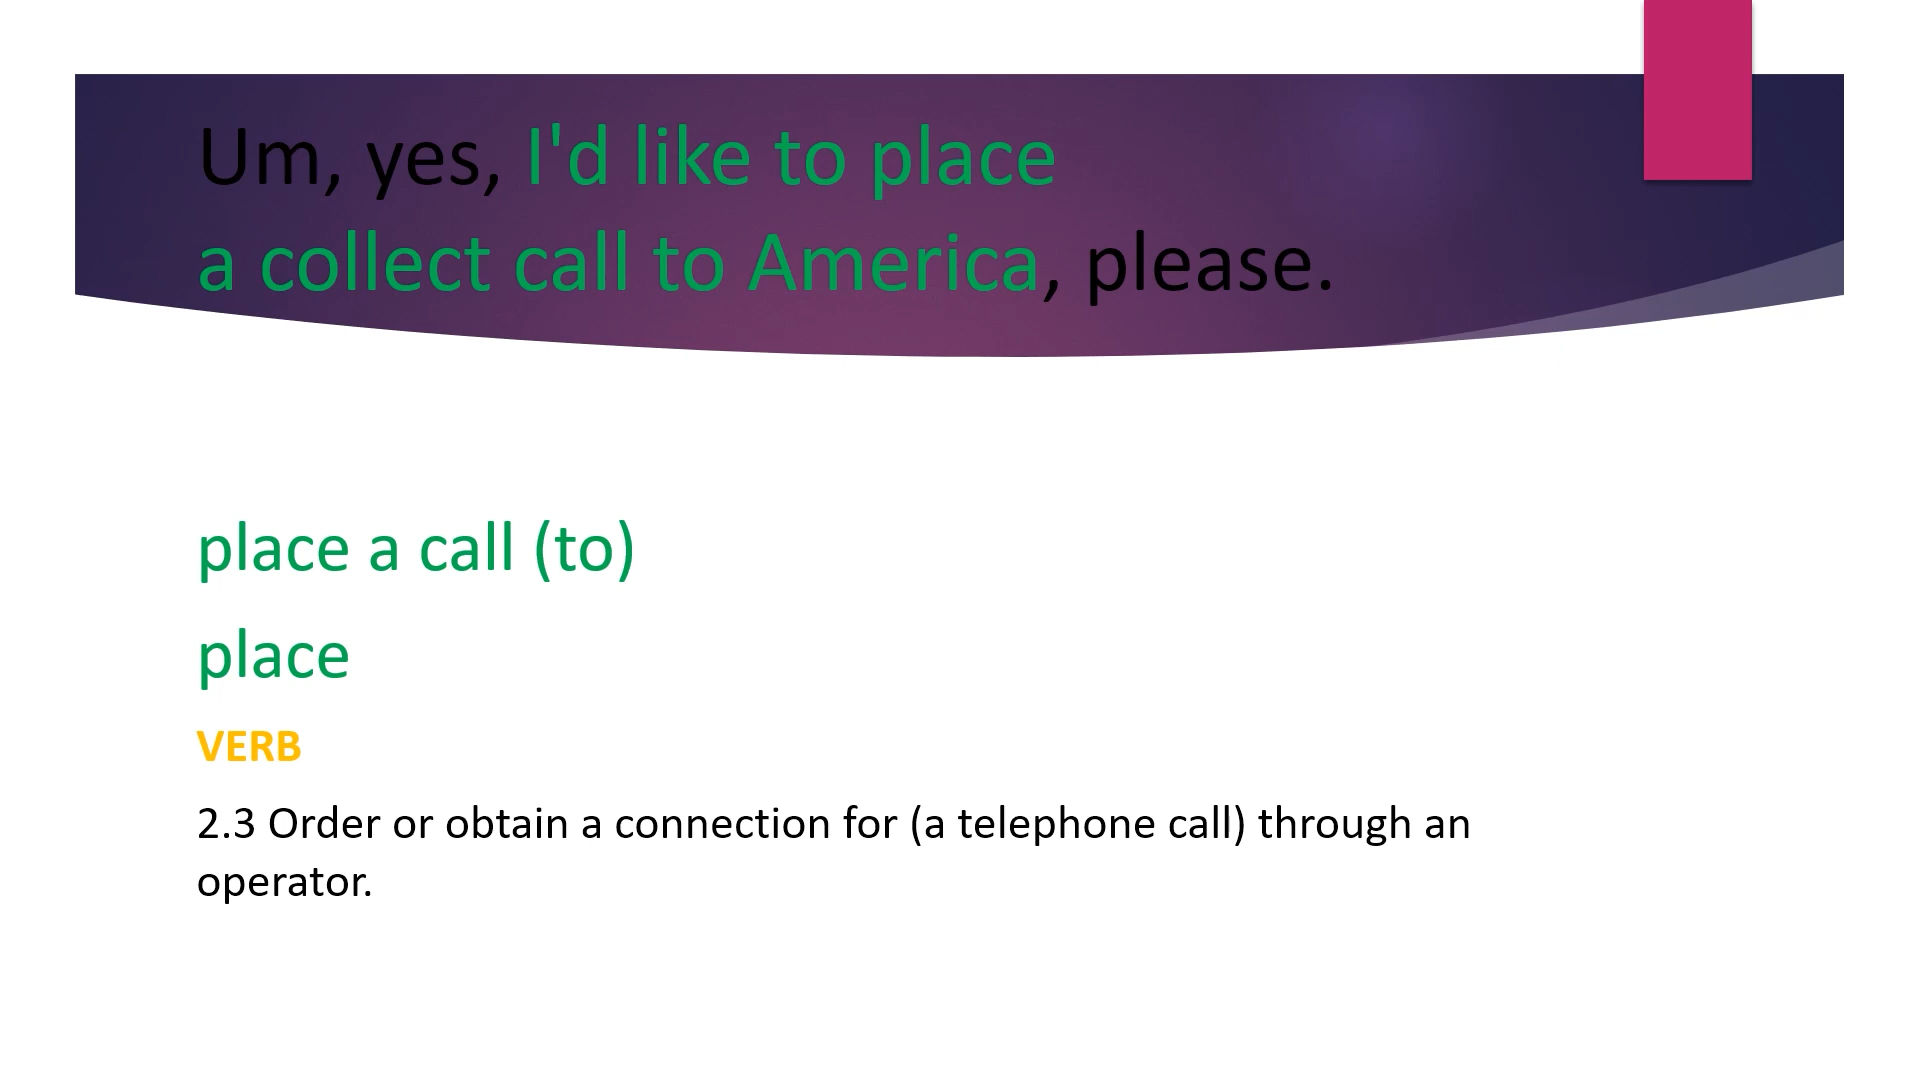 Um, yes, I'd like to place
a collect call to America, please.
place a call (to)
place
VERB
2.3 Order or obtain a connection for (a telephone call) through an
operator.